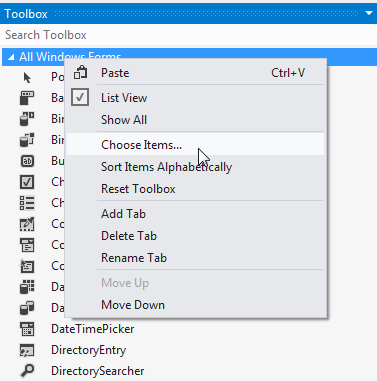 Toolbox
Search Toolbox
All Windows Forms
Po
Paste Ctrl+V
Ba
List View
Bin
Show All
Bin
Bu
Choose Items...
Ch
Sort Items Alphabetically
Ch
Reset Toolbox
Co
Add Tab
Co
Delete Tab
Co
Rename Tab
Da
Move Up
Da
Move Down
DateTimePicker
DirectoryEntry
DirectorySearcher